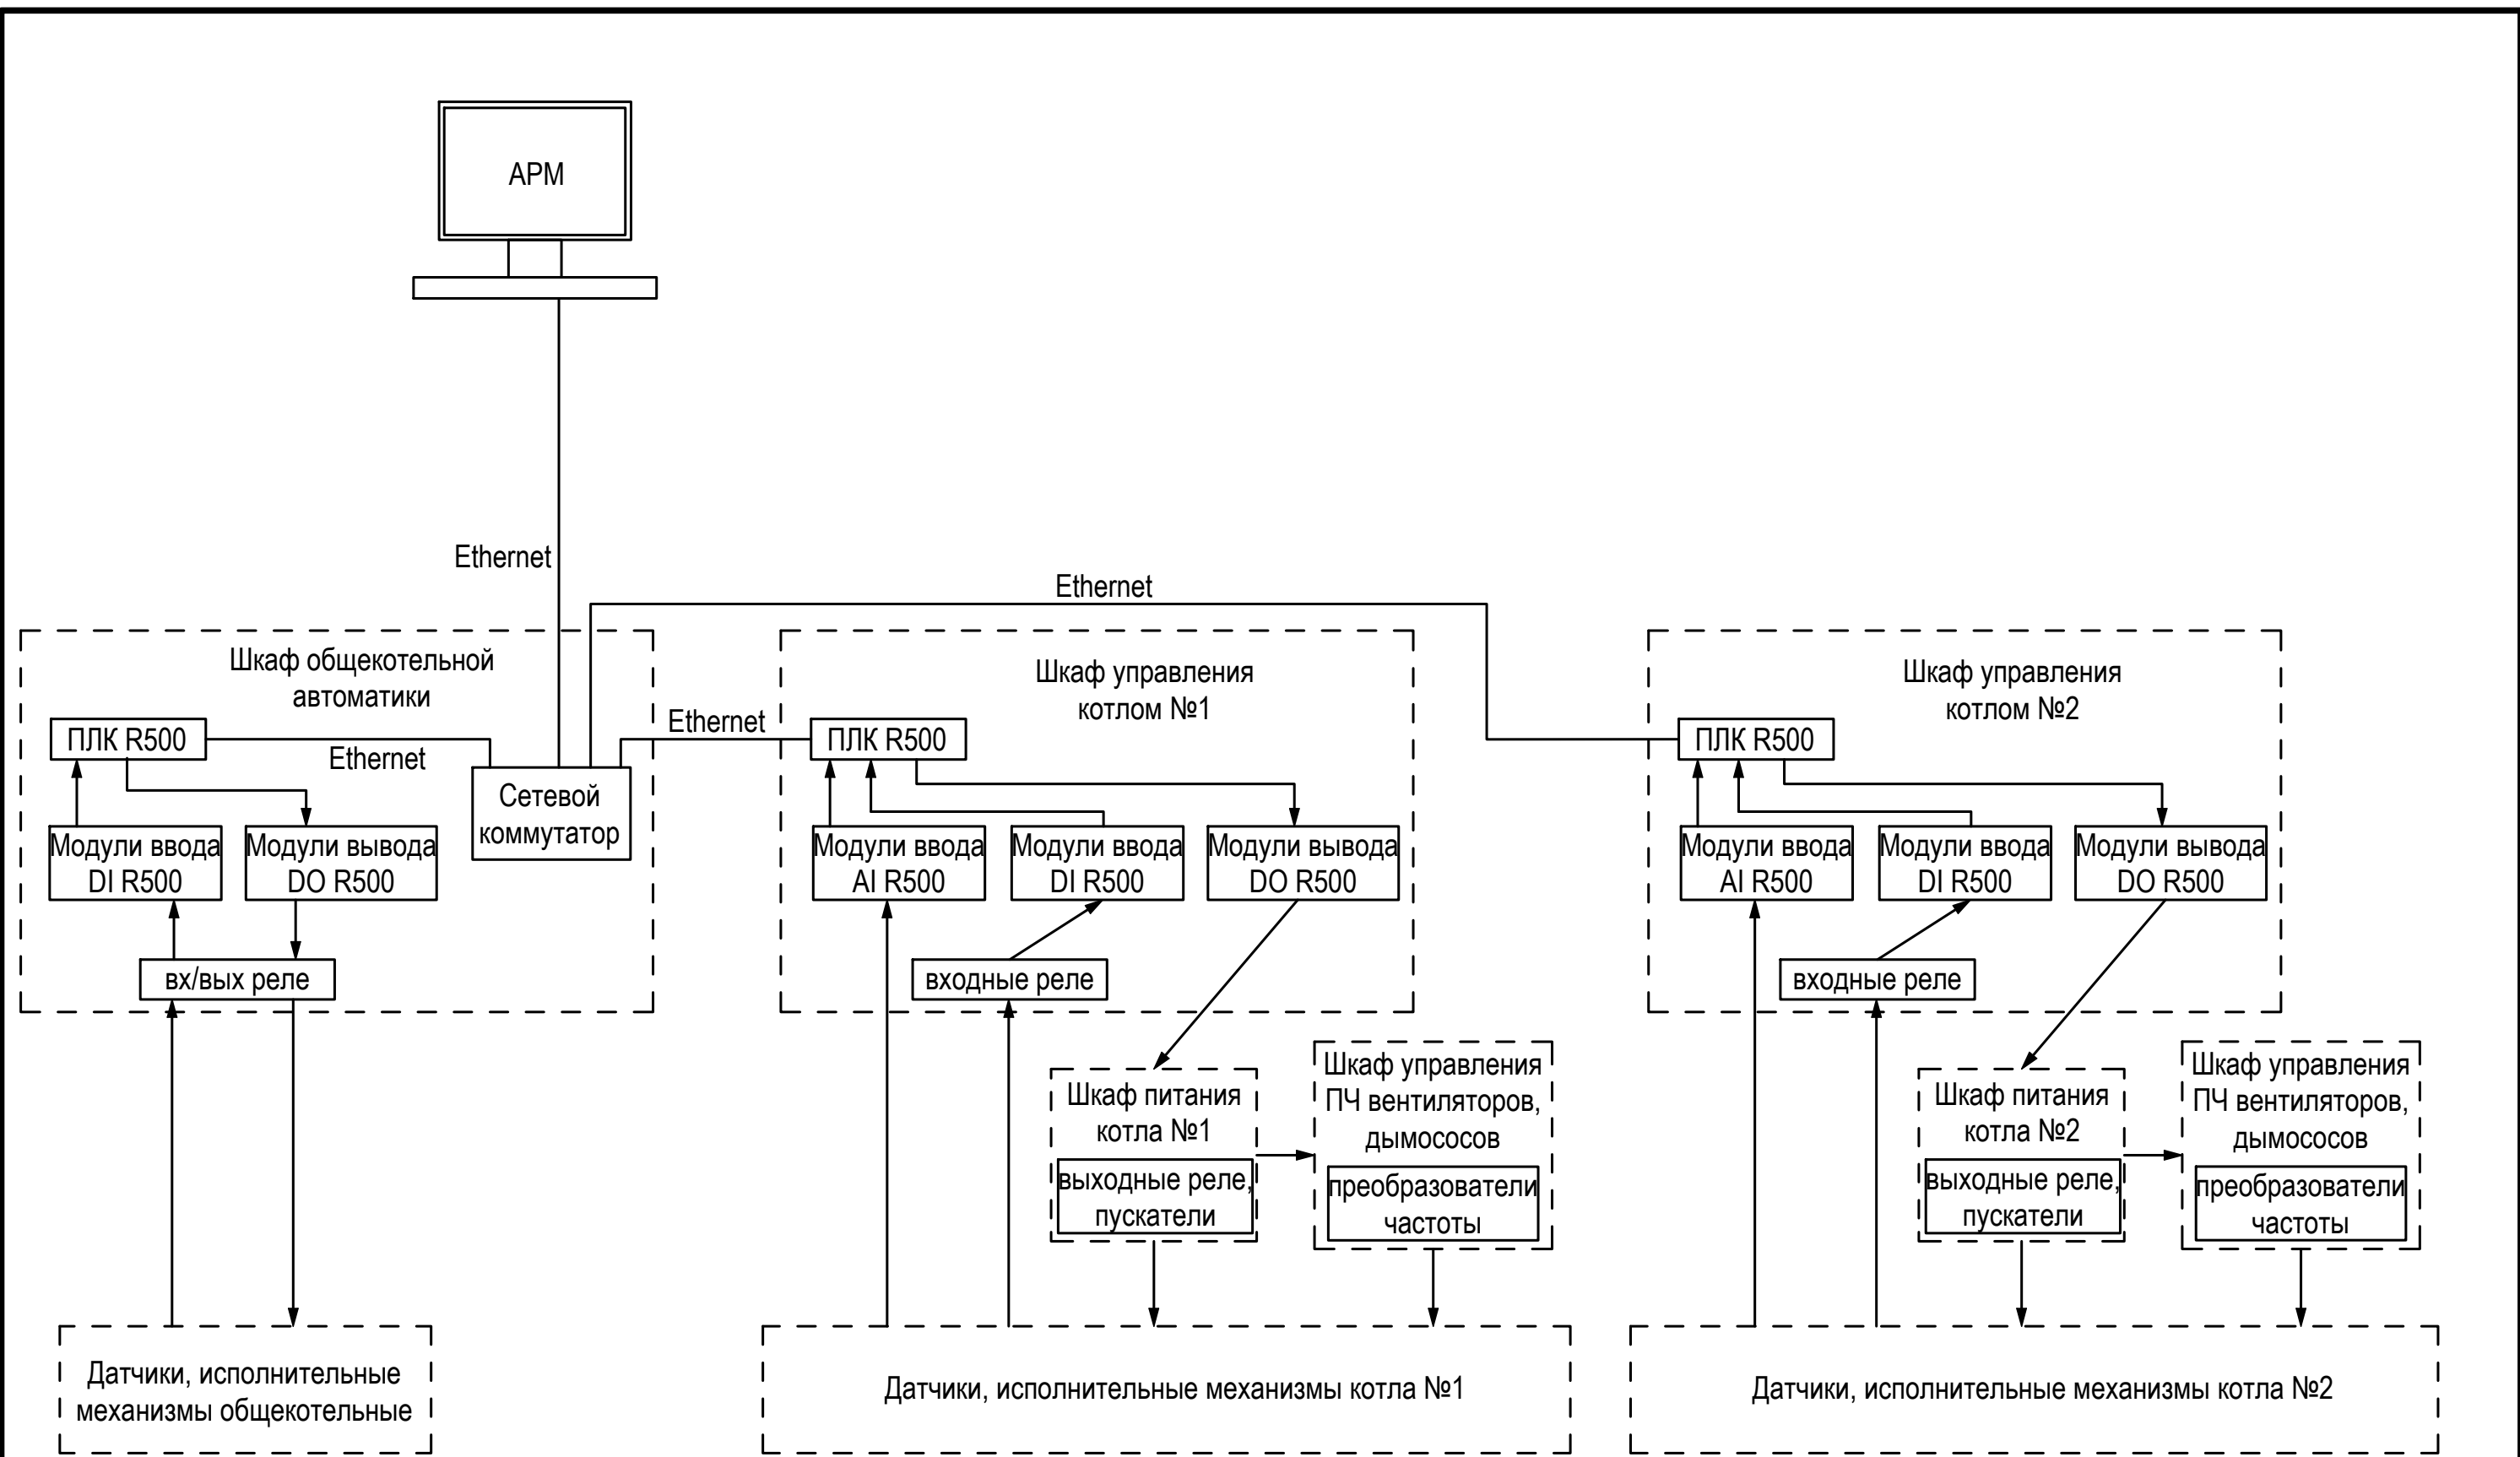 АРМ
Ethernet
Ethernet
Шкаф общекотельной
автоматики
ПЛК R500
Ethernet
Сетевой
коммутатор
Модули ввода
DI R500
Модули вывода
DO R500
вх/вых реле
Датчики, исполнительные
механизмы общекотельные
Ethernet
Шкаф управления
котлом №1
ПЛК R500
Модули ввода
AI R500
Модули ввода
DI R500
Модули вывода
DO R500
входные реле
Шкаф питания
котла №1
выходные реле,
пускатели
Шкаф управления
ПЧ вентиляторов,
дымососов
преобразователи
частоты
Датчики, исполнительные механизмы котла №1
Шкаф управления
котлом №2
ПЛК R500
Модули ввода
AI R500
Модули ввода
DI R500
Модули вывода
DO R500
входные реле
Шкаф питания
котла №2
выходные реле,
пускатели
Шкаф управления
ПЧ вентиляторов,
дымососов
преобразователи
частоты
Датчики, исполнительные механизмы котла №2